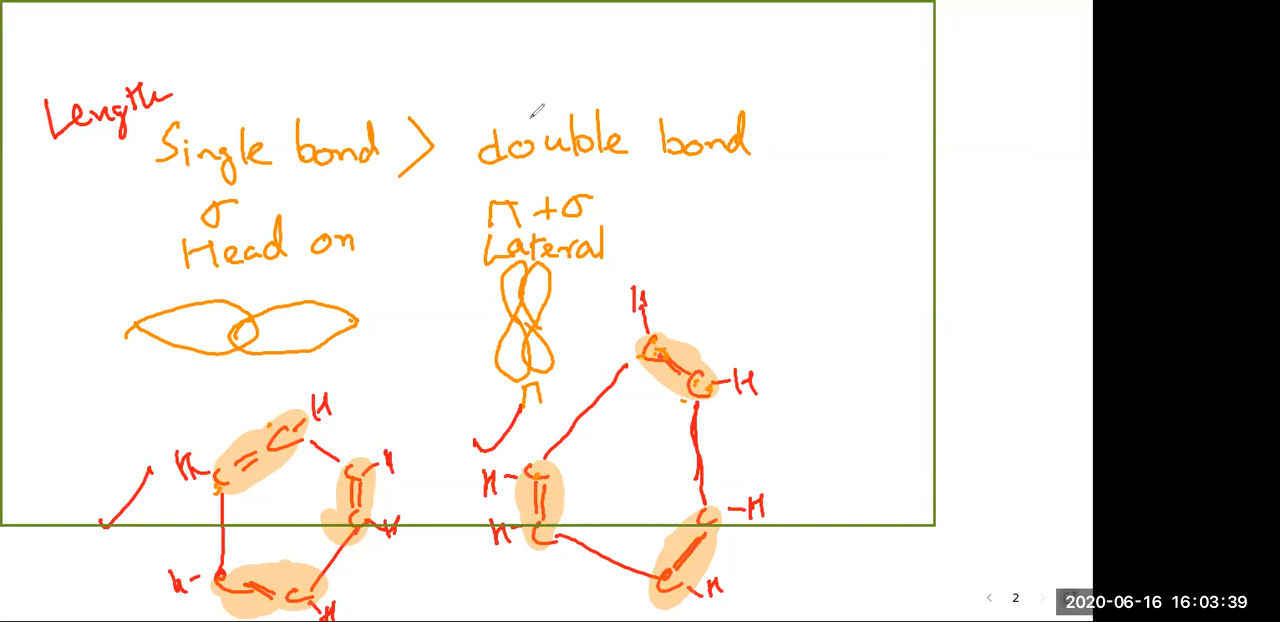 Length
Single bond > double bond
σ π + σ
Head on Lateral
π
H
C C H
H
H C C
C H
H C
C H
H C
C H
H C
C H
H C C
H
C H
2
2020-06-16 16:03:39